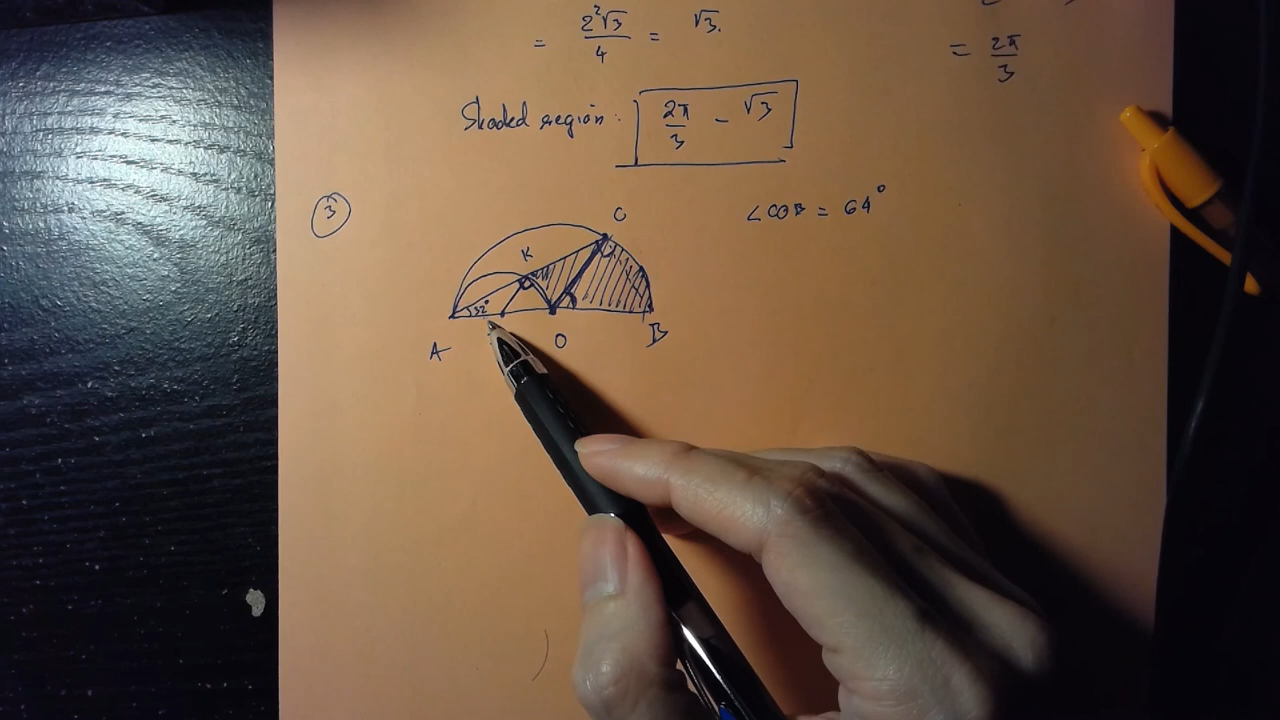 = 2²√3/4 = √3.
= 2π/3
Shaded region: 2π/3 - √3
3
∠COB = 64°
C
K
32°
A
O
B